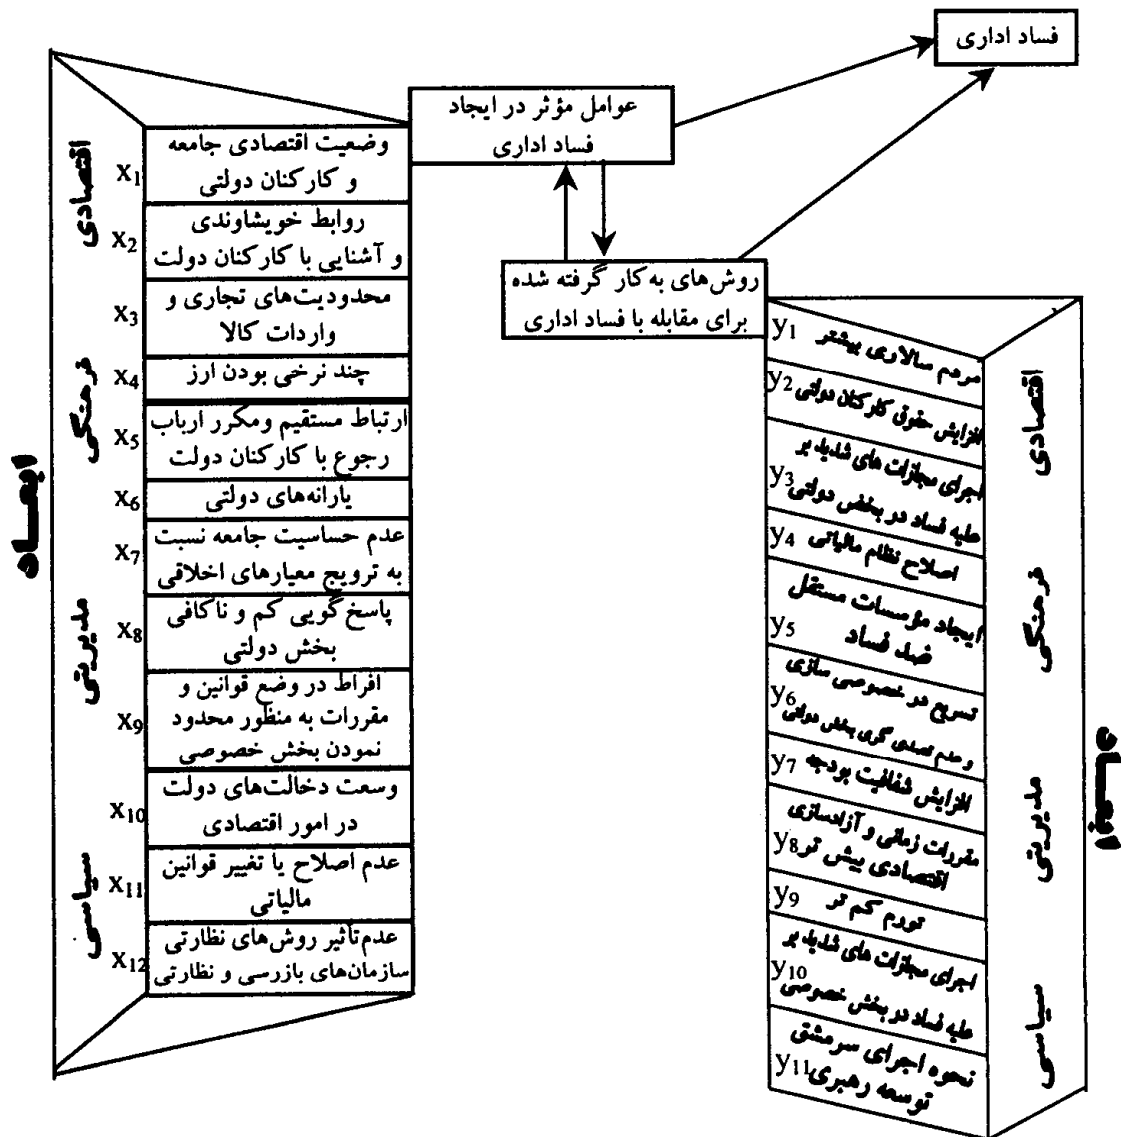 فساد اداری
عوامل مؤثر در ایجاد
فساد اداری
روش‌های به‌کار گرفته شده
برای مقابله با فساد اداری
ابعـــاد
اقتصادی
فرهنگی
مدیریتی
سیاسی
x1
وضعیت اقتصادی جامعه
و کارکنان دولتی
x2
روابط خویشاوندی
و آشنایی با کارکنان دولت
x3
محدودیت‌های تجاری و
واردات کالا
x4
چند نرخی بودن ارز
x5
ارتباط مستقیم ومکرر ارباب
رجوع با کارکنان دولت
x6
یارانه‌های دولتی
x7
عدم حساسیت جامعه نسبت
به ترویج معیارهای اخلاقی
x8
پاسخ‌گویی کم و ناکافی
بخش دولتی
x9
افراط در وضع قوانین و
مقررات به منظور محدود
نمودن بخش خصوصی
x10
وسعت دخالت‌های دولت
در امور اقتصادی
x11
عدم اصلاح یا تغییر قوانین
مالیاتی
x12
عدم‌تأثیر روش‌های نظارتی
سازمان‌های بازرسی و نظارتی
y1
مردم سالاری بیشتر
y2
افزایش حقوق کارکنان دولتی
y3
اجرای مجازات های شدید بر
علیه فساد در بخش دولتی
y4
اصلاح نظام مالیاتی
y5
ایجاد مؤسسات مستقل
ضد فساد
y6
تسریع در خصوصی سازی
و عدم تصدی گری بخش دولتی
y7
افزایش شفافیت بودجه
y8
مقررات زمانی و آزادسازی
اقتصادی بیش تر
y9
تورم کم تر
y10
اجرای مجازات های شدید بر
علیه فساد در بخش خصوصی
y11
نحوه اجرای سرمشق
توسعه رهبری
اقتصادی
فرهنگی
مدیریتی
سیاسی
ابعـــاد